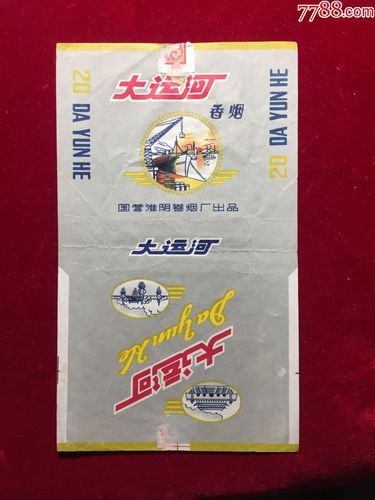 7788.com
大运河
香烟
20 DA YUN HE
20 DA YUN HE
国营淮阴卷烟厂出品
大运河
Da Yun He
大运河